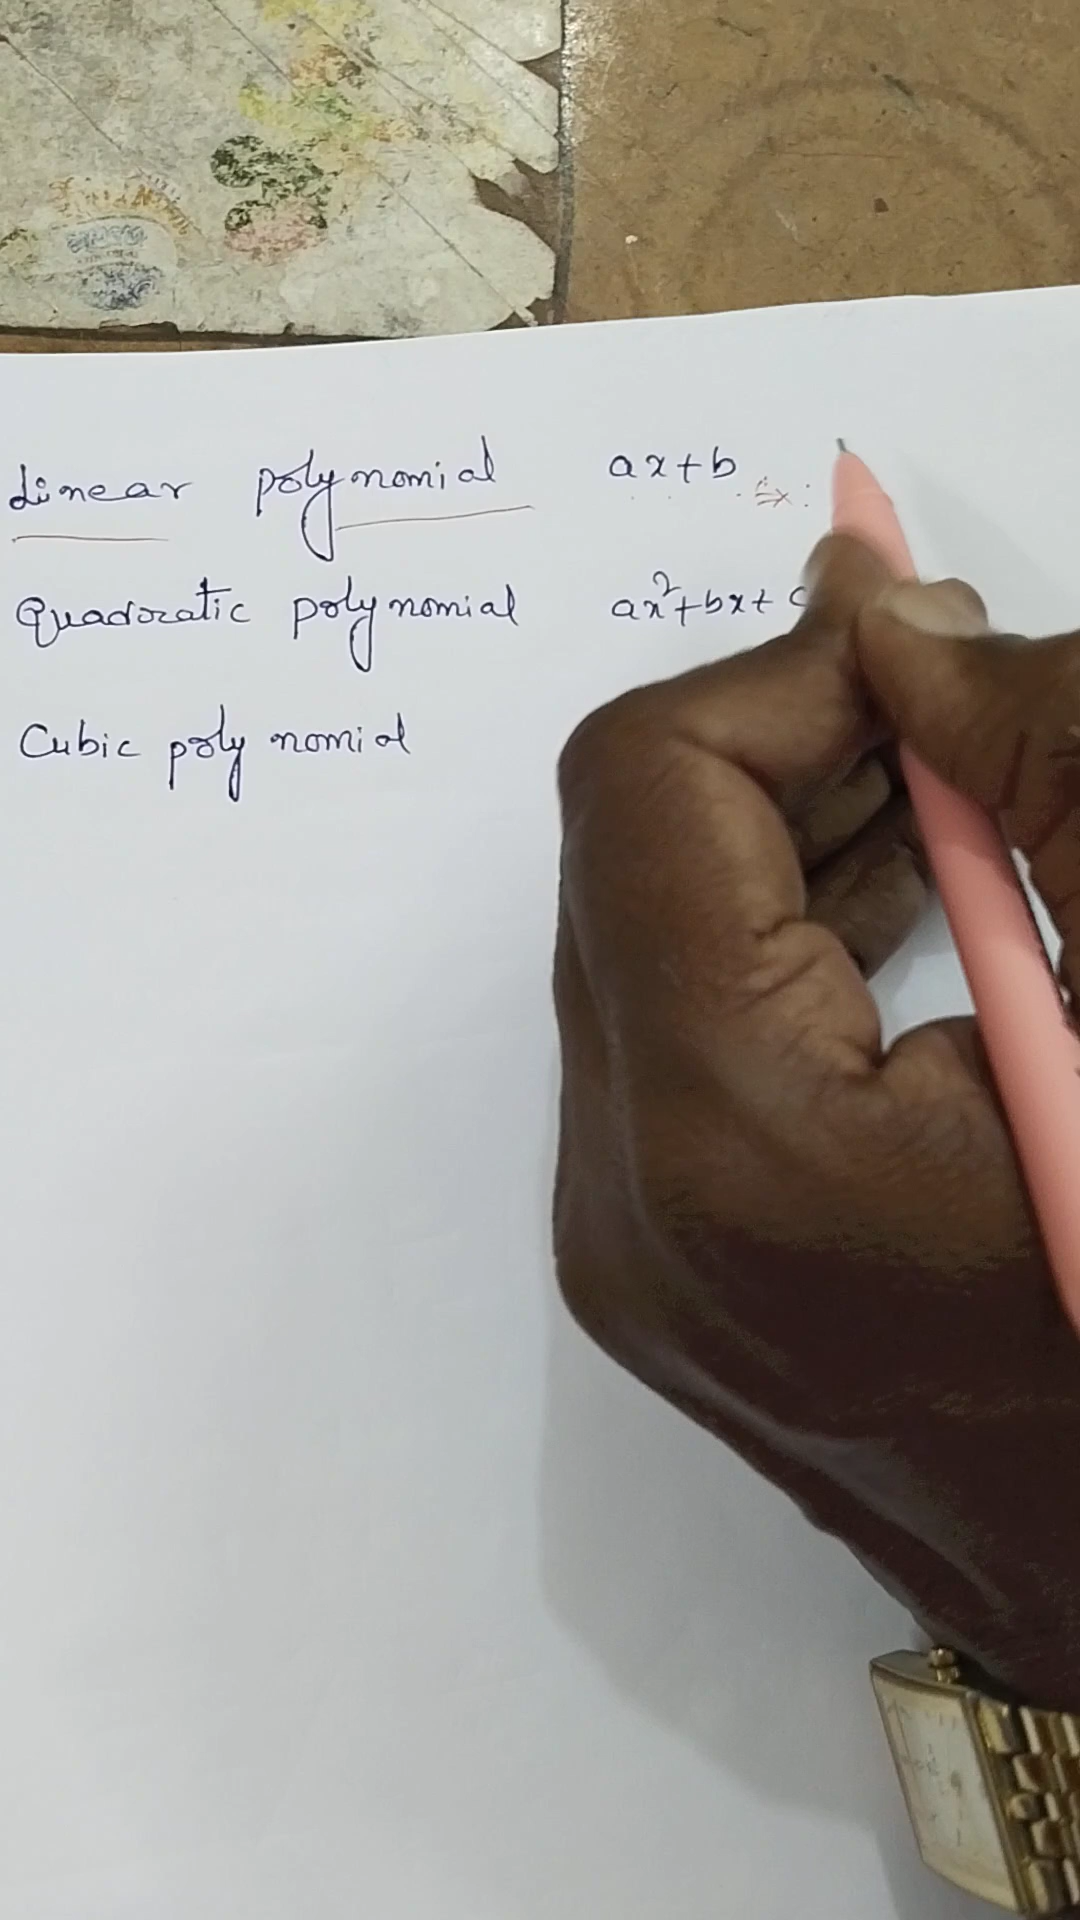 Linear polynomial ax+b Ex:
Quadratic polynomial ax²+bx+c
Cubic polynomial